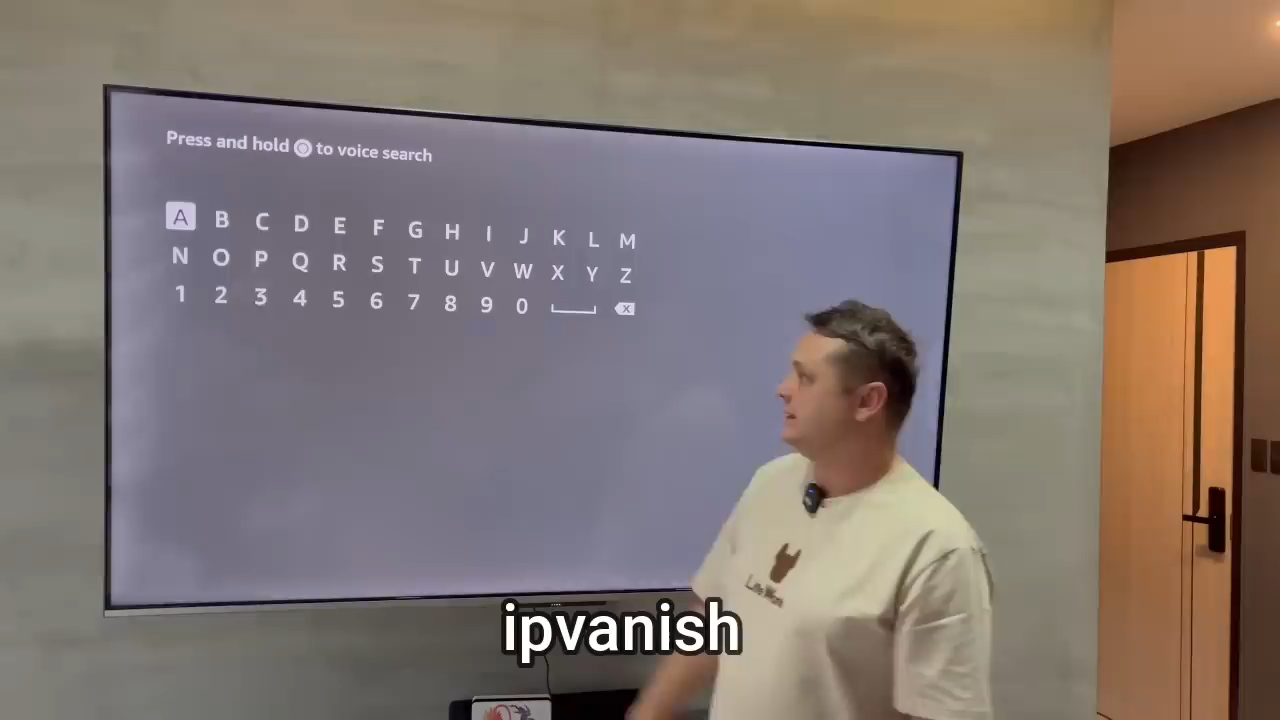 Press and hold to voice search
A B C D E F G H I J K L M
N O P Q R S T U V W X Y Z
1 2 3 4 5 6 7 8 9 0
ipvanish